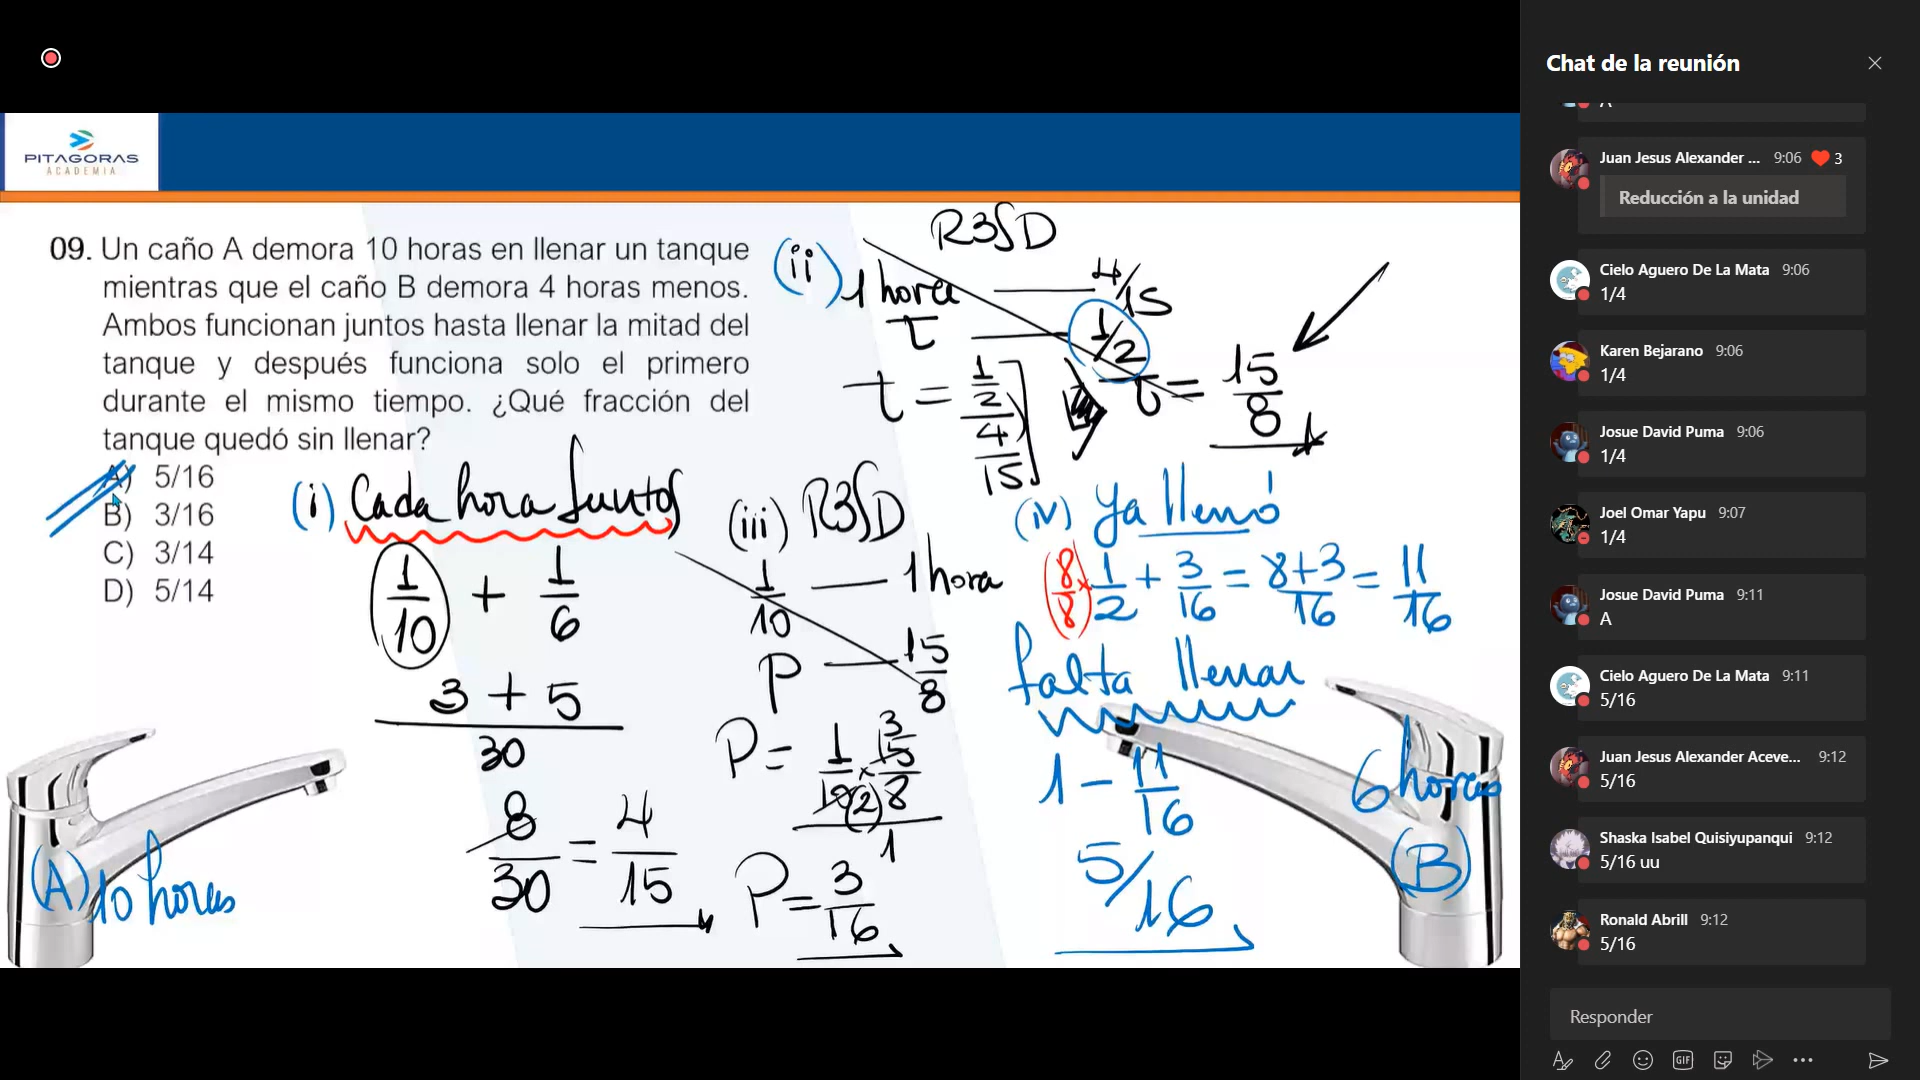 PITAGORAS
ACADEMIA
09. Un caño A demora 10 horas en llenar un tanque
mientras que el caño B demora 4 horas menos.
Ambos funcionan juntos hasta llenar la mitad del
tanque y después funciona solo el primero
durante el mismo tiempo. ¿Qué fracción del
tanque quedó sin llenar?
A) 5/16
B) 3/16
C) 3/14
D) 5/14
(i) Cada hora Juntos
1/10 + 1/6
3 + 5
30
8/30 = 4/15
(ii) R3SD
1 hora — 4/15
t — 1/2
t = 1/2 / 4/15
t = 15/8
(iii) R3SD
1/10 — 1 hora
P — 15/8
P = 1/10 (2) × 15/8 3
1
P = 3/16
(iv) Ya llenó
(8/8) × 1/2 + 3/16 = 8+3/16 = 11/16
falta llenar
1 - 11/16
5/16
(A) 10 horas
6 horas
(B)
Chat de la reunión
A
Juan Jesus Alexander ... 9:06 3
Reducción a la unidad
Cielo Aguero De La Mata 9:06
1/4
Karen Bejarano 9:06
1/4
Josue David Puma 9:06
1/4
Joel Omar Yapu 9:07
1/4
Josue David Puma 9:11
A
Cielo Aguero De La Mata 9:11
5/16
Juan Jesus Alexander Aceve... 9:12
5/16
Shaska Isabel Quisiyupanqui 9:12
5/16 uu
Ronald Abrill 9:12
5/16
Responder
GIF